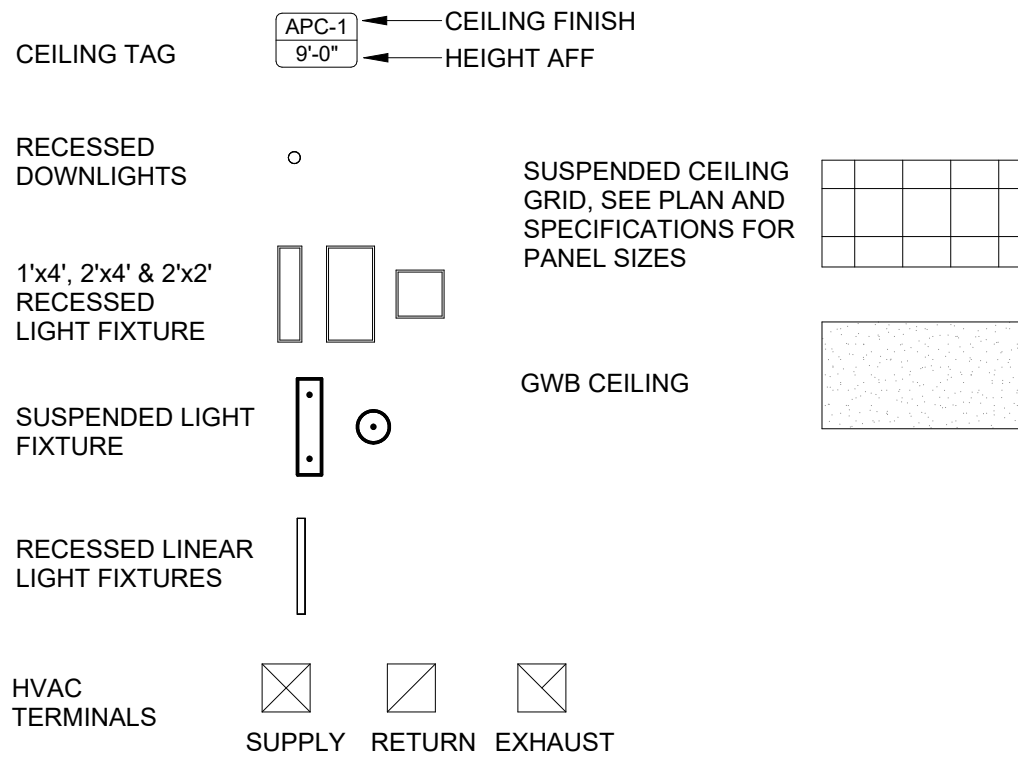 CEILING TAG
APC-1
9'-0"
CEILING FINISH
HEIGHT AFF
RECESSED
DOWNLIGHTS
1'x4', 2'x4' & 2'x2'
RECESSED
LIGHT FIXTURE
SUSPENDED LIGHT
FIXTURE
RECESSED LINEAR
LIGHT FIXTURES
HVAC
TERMINALS
SUPPLY
RETURN
EXHAUST
SUSPENDED CEILING
GRID, SEE PLAN AND
SPECIFICATIONS FOR
PANEL SIZES
GWB CEILING